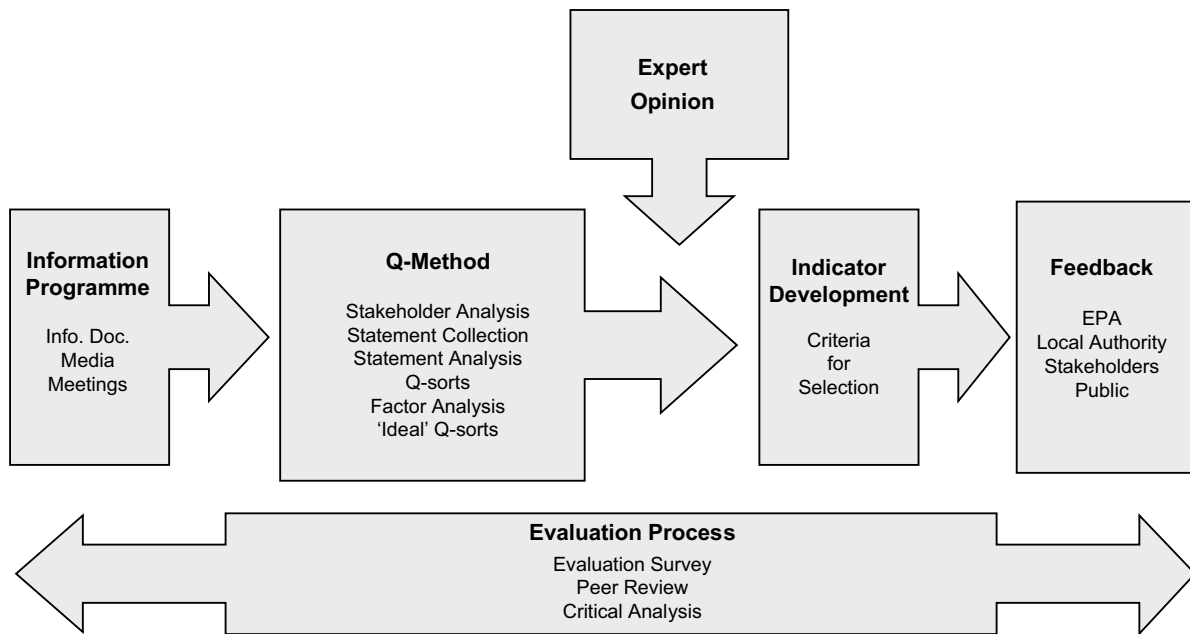 Expert
Opinion
Information
Programme
Info. Doc.
Media
Meetings
Q-Method
Stakeholder Analysis
Statement Collection
Statement Analysis
Q-sorts
Factor Analysis
‘Ideal’ Q-sorts
Indicator
Development
Criteria
for
Selection
Feedback
EPA
Local Authority
Stakeholders
Public
Evaluation Process
Evaluation Survey
Peer Review
Critical Analysis